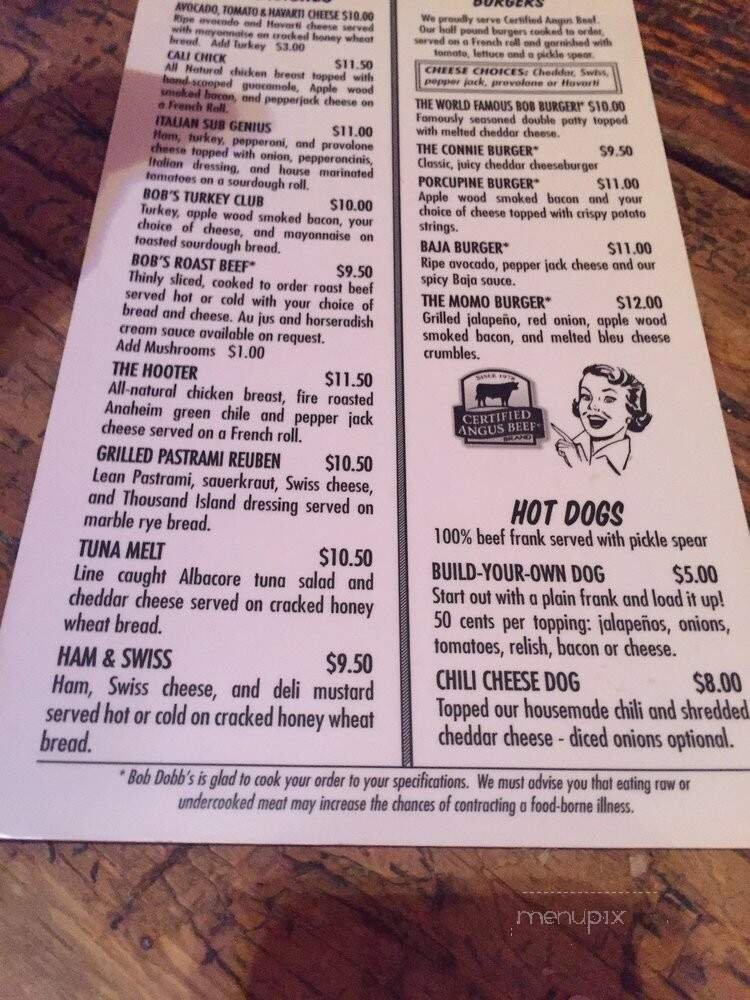 AVOCADO, TOMATO & HAVARTI CHEESE $10.00
Ripe avocado and Havarti cheese served
with mayonnaise on cracked honey wheat
bread. Add Turkey $3.00
CALI CHICK $11.50
All Natural chicken breast topped with
hand-scooped guacamole, Apple wood
smoked bacon, and pepperjack cheese on
a French Roll.
ITALIAN SUB GENIUS $11.00
Ham, turkey, pepperoni, and provolone
cheese topped with onion, pepperoncinis,
Italian dressing, and house marinated
tomatoes on a sourdough roll.
BOB'S TURKEY CLUB $10.00
Turkey, apple wood smoked bacon, your
choice of cheese, and mayonnaise on
toasted sourdough bread.
BOB'S ROAST BEEF* $9.50
Thinly sliced, cooked to order roast beef
served hot or cold with your choice of
bread and cheese. Au jus and horseradish
cream sauce available on request.
Add Mushrooms $1.00
THE HOOTER $11.50
All-natural chicken breast, fire roasted
Anaheim green chile and pepper jack
cheese served on a French roll.
GRILLED PASTRAMI REUBEN $10.50
Lean Pastrami, sauerkraut, Swiss cheese,
and Thousand Island dressing served on
marble rye bread.
TUNA MELT $10.50
Line caught Albacore tuna salad and
cheddar cheese served on cracked honey
wheat bread.
HAM & SWISS $9.50
Ham, Swiss cheese, and deli mustard
served hot or cold on cracked honey wheat
bread.
BURGERS
We proudly serve Certified Angus Beef.
Our half pound burgers cooked to order,
served on a French roll and garnished with
tomato, lettuce and a pickle spear.
CHEESE CHOICES: Cheddar, Swiss,
pepper jack, provolone or Havarti
THE WORLD FAMOUS BOB BURGER!* $10.00
Famously seasoned double patty topped
with melted cheddar cheese.
THE CONNIE BURGER* $9.50
Classic, juicy cheddar cheeseburger
PORCUPINE BURGER* $11.00
Apple wood smoked bacon and your
choice of cheese topped with crispy potato
strings.
BAJA BURGER* $11.00
Ripe avocado, pepper jack cheese and our
spicy Baja sauce.
THE MOMO BURGER* $12.00
Grilled jalapeño, red onion, apple wood
smoked bacon, and melted bleu cheese
crumbles.
SINCE 1978
CERTIFIED
ANGUS BEEF
BRAND
HOT DOGS
100% beef frank served with pickle spear
BUILD-YOUR-OWN DOG $5.00
Start out with a plain frank and load it up!
50 cents per topping: jalapeños, onions,
tomatoes, relish, bacon or cheese.
CHILI CHEESE DOG $8.00
Topped our housemade chili and shredded
cheddar cheese - diced onions optional.
* Bob Dobb's is glad to cook your order to your specifications. We must advise you that eating raw or
undercooked meat may increase the chances of contracting a food-borne illness.
menupix